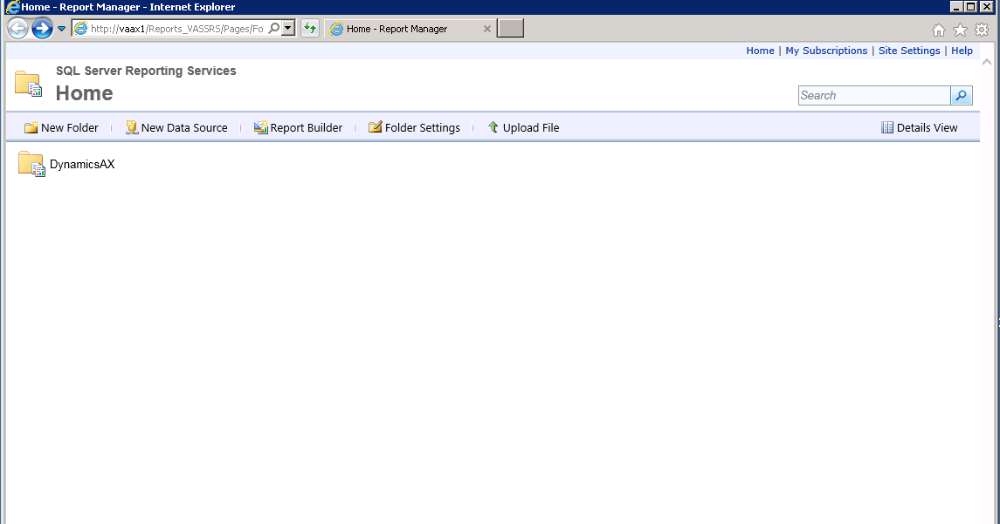 Home - Report Manager - Internet Explorer
http://vaax1/Reports_VASSRS/Pages/Fo
Home - Report Manager
Home | My Subscriptions | Site Settings | Help
SQL Server Reporting Services
Home
Search
New Folder | New Data Source | Report Builder | Folder Settings | Upload File
Details View
DynamicsAX